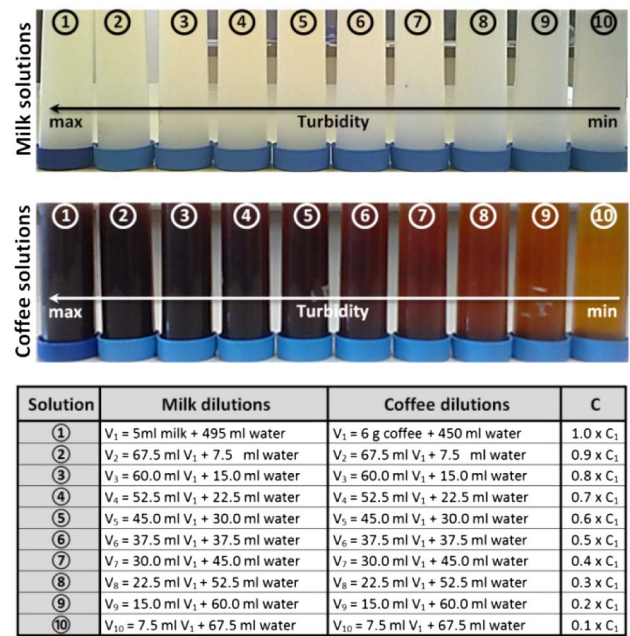 Milk solutions
① ② ③ ④ ⑤ ⑥ ⑦ ⑧ ⑨ ⑩
max Turbidity min
Coffee solutions
① ② ③ ④ ⑤ ⑥ ⑦ ⑧ ⑨ ⑩
max Turbidity min
Solution Milk dilutions Coffee dilutions C
① V₁ = 5ml milk + 495 ml water V₁ = 6 g coffee + 450 ml water 1.0 x C₁
② V₂ = 67.5 ml V₁ + 7.5 ml water V₂ = 67.5 ml V₁ + 7.5 ml water 0.9 x C₁
③ V₃ = 60.0 ml V₁ + 15.0 ml water V₃ = 60.0 ml V₁ + 15.0 ml water 0.8 x C₁
④ V₄ = 52.5 ml V₁ + 22.5 ml water V₄ = 52.5 ml V₁ + 22.5 ml water 0.7 x C₁
⑤ V₅ = 45.0 ml V₁ + 30.0 ml water V₅ = 45.0 ml V₁ + 30.0 ml water 0.6 x C₁
⑥ V₆ = 37.5 ml V₁ + 37.5 ml water V₆ = 37.5 ml V₁ + 37.5 ml water 0.5 x C₁
⑦ V₇ = 30.0 ml V₁ + 45.0 ml water V₇ = 30.0 ml V₁ + 45.0 ml water 0.4 x C₁
⑧ V₈ = 22.5 ml V₁ + 52.5 ml water V₈ = 22.5 ml V₁ + 52.5 ml water 0.3 x C₁
⑨ V₉ = 15.0 ml V₁ + 60.0 ml water V₉ = 15.0 ml V₁ + 60.0 ml water 0.2 x C₁
⑩ V₁₀ = 7.5 ml V₁ + 67.5 ml water V₁₀ = 7.5 ml V₁ + 67.5 ml water 0.1 x C₁